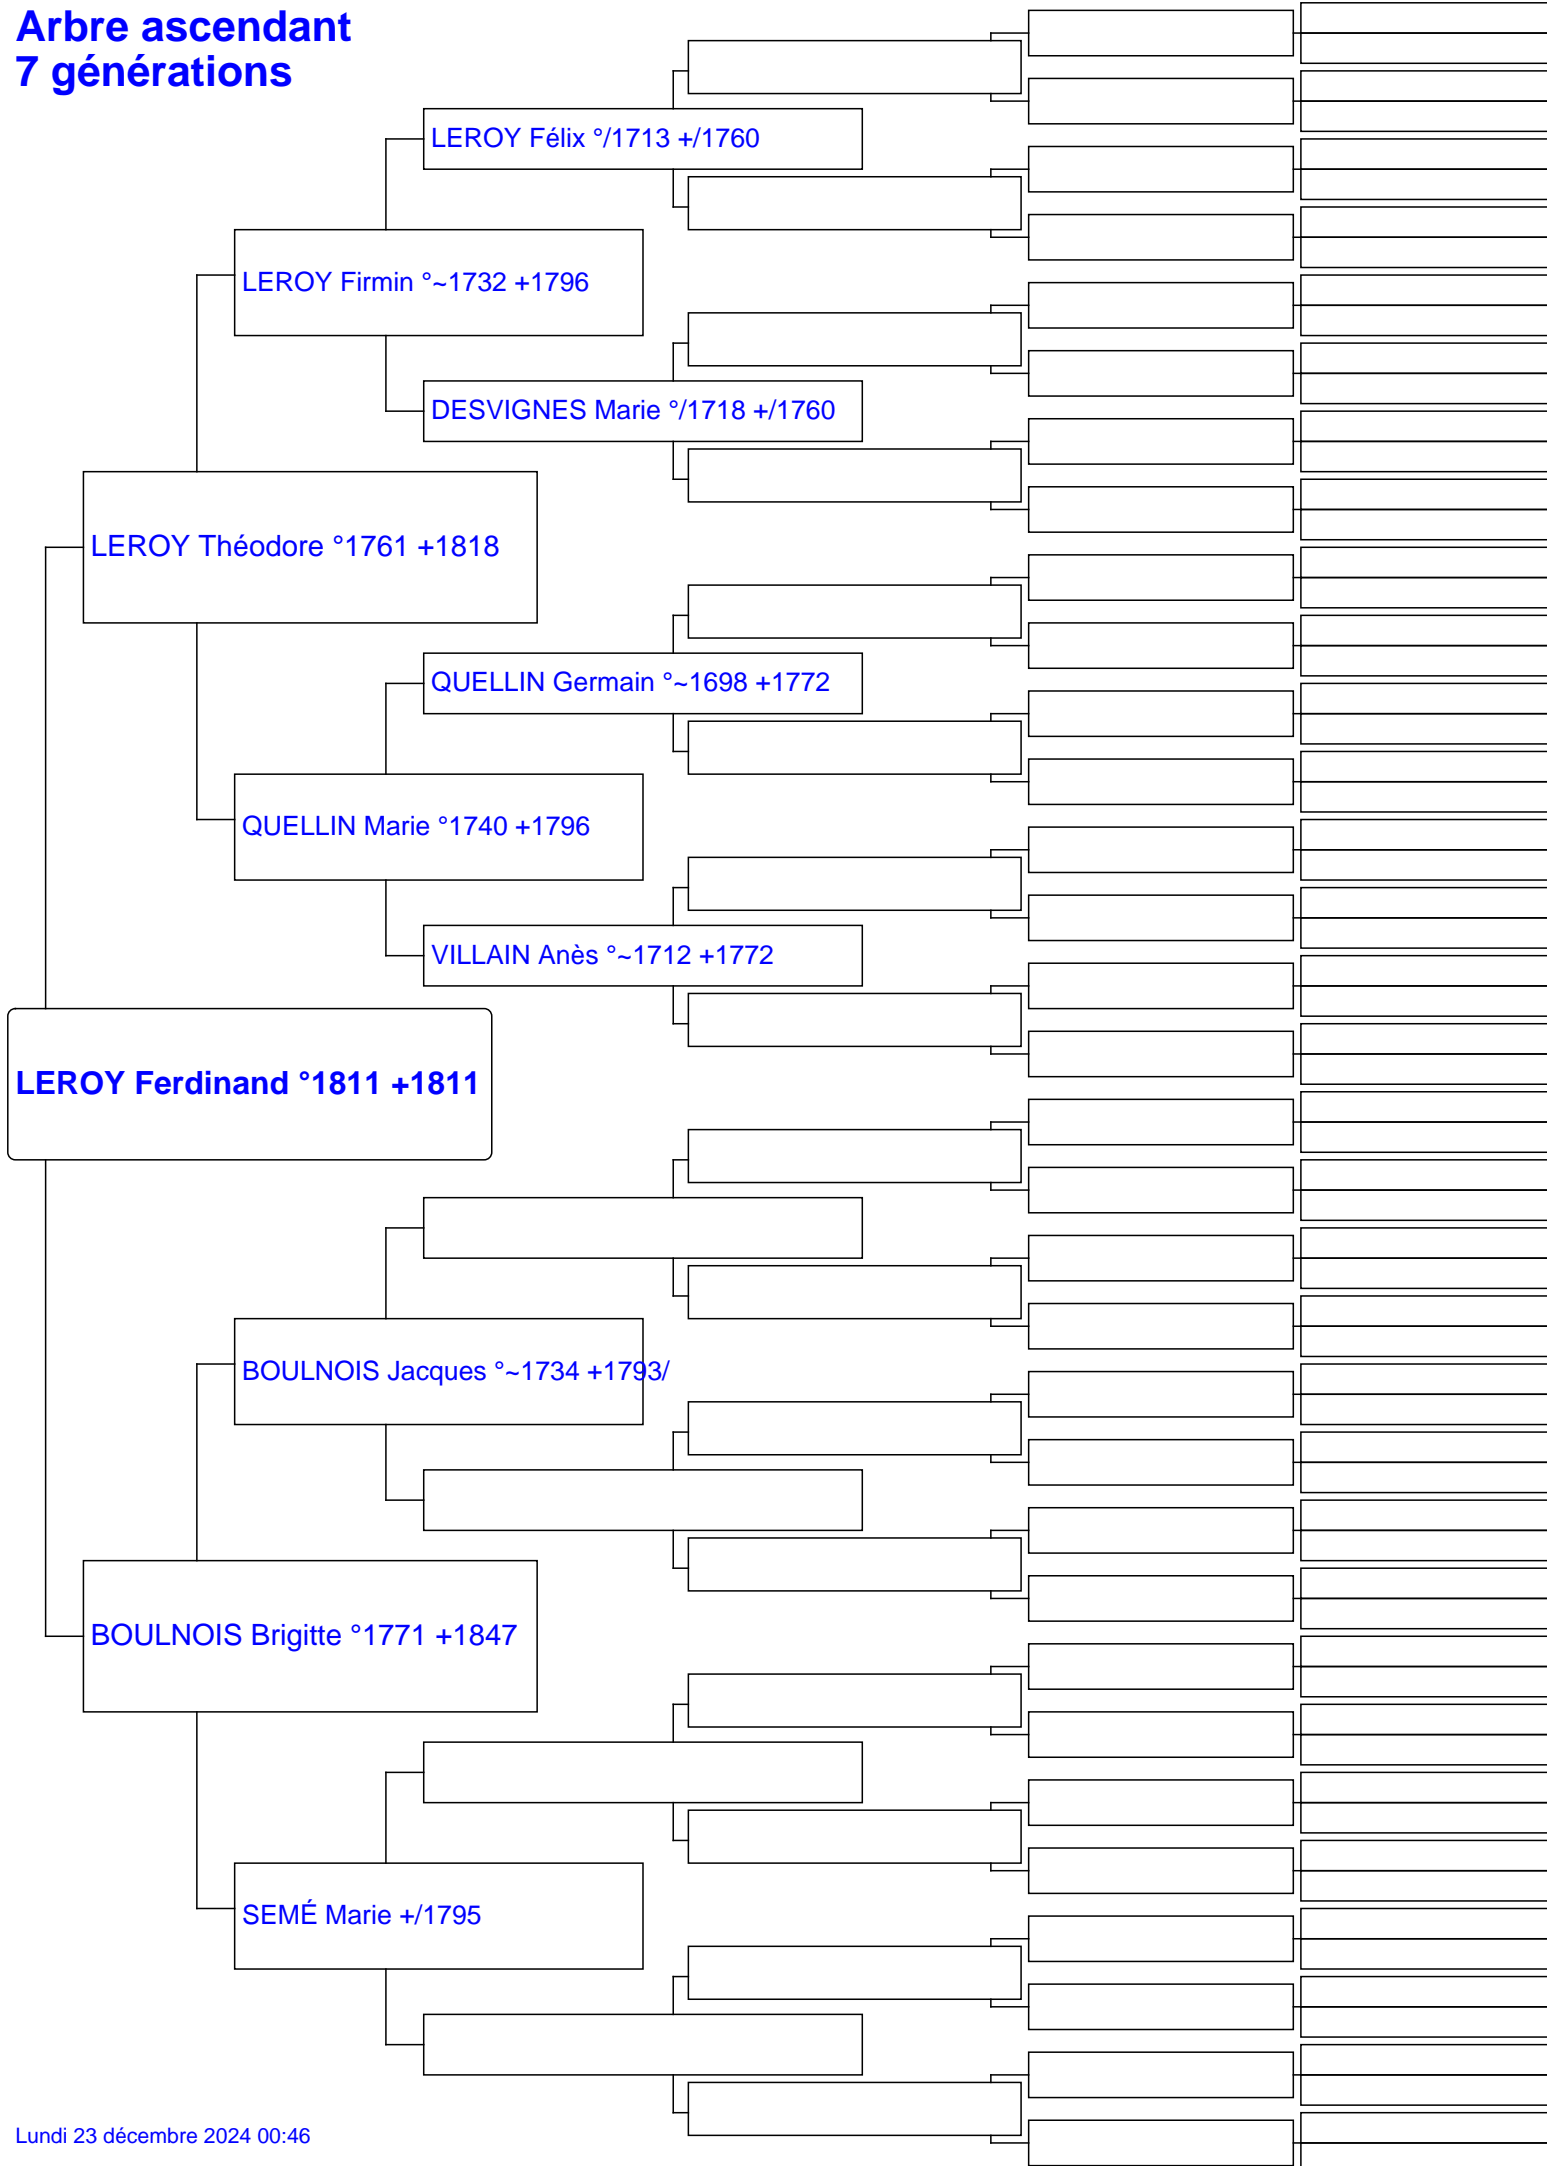 Arbre ascendant
7 générations
LEROY Félix °/1713 +/1760
LEROY Firmin °~1732 +1796
DESVIGNES Marie °/1718 +/1760
LEROY Théodore °1761 +1818
QUELLIN Germain °~1698 +1772
QUELLIN Marie °1740 +1796
VILLAIN Anès °~1712 +1772
LEROY Ferdinand °1811 +1811
BOULNOIS Jacques °~1734 +1793/
BOULNOIS Brigitte °1771 +1847
SEMÉ Marie +/1795
Lundi 23 décembre 2024 00:46